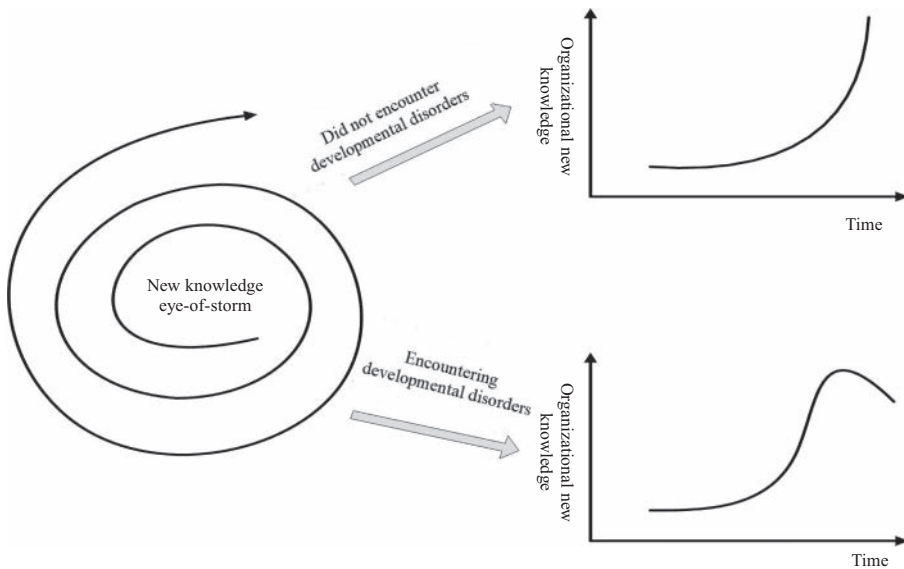 New knowledge
eye-of-storm
Did not encounter
developmental disorders
Organizational new
knowledge
Time
Encountering
developmental disorders
Organizational new
knowledge
Time